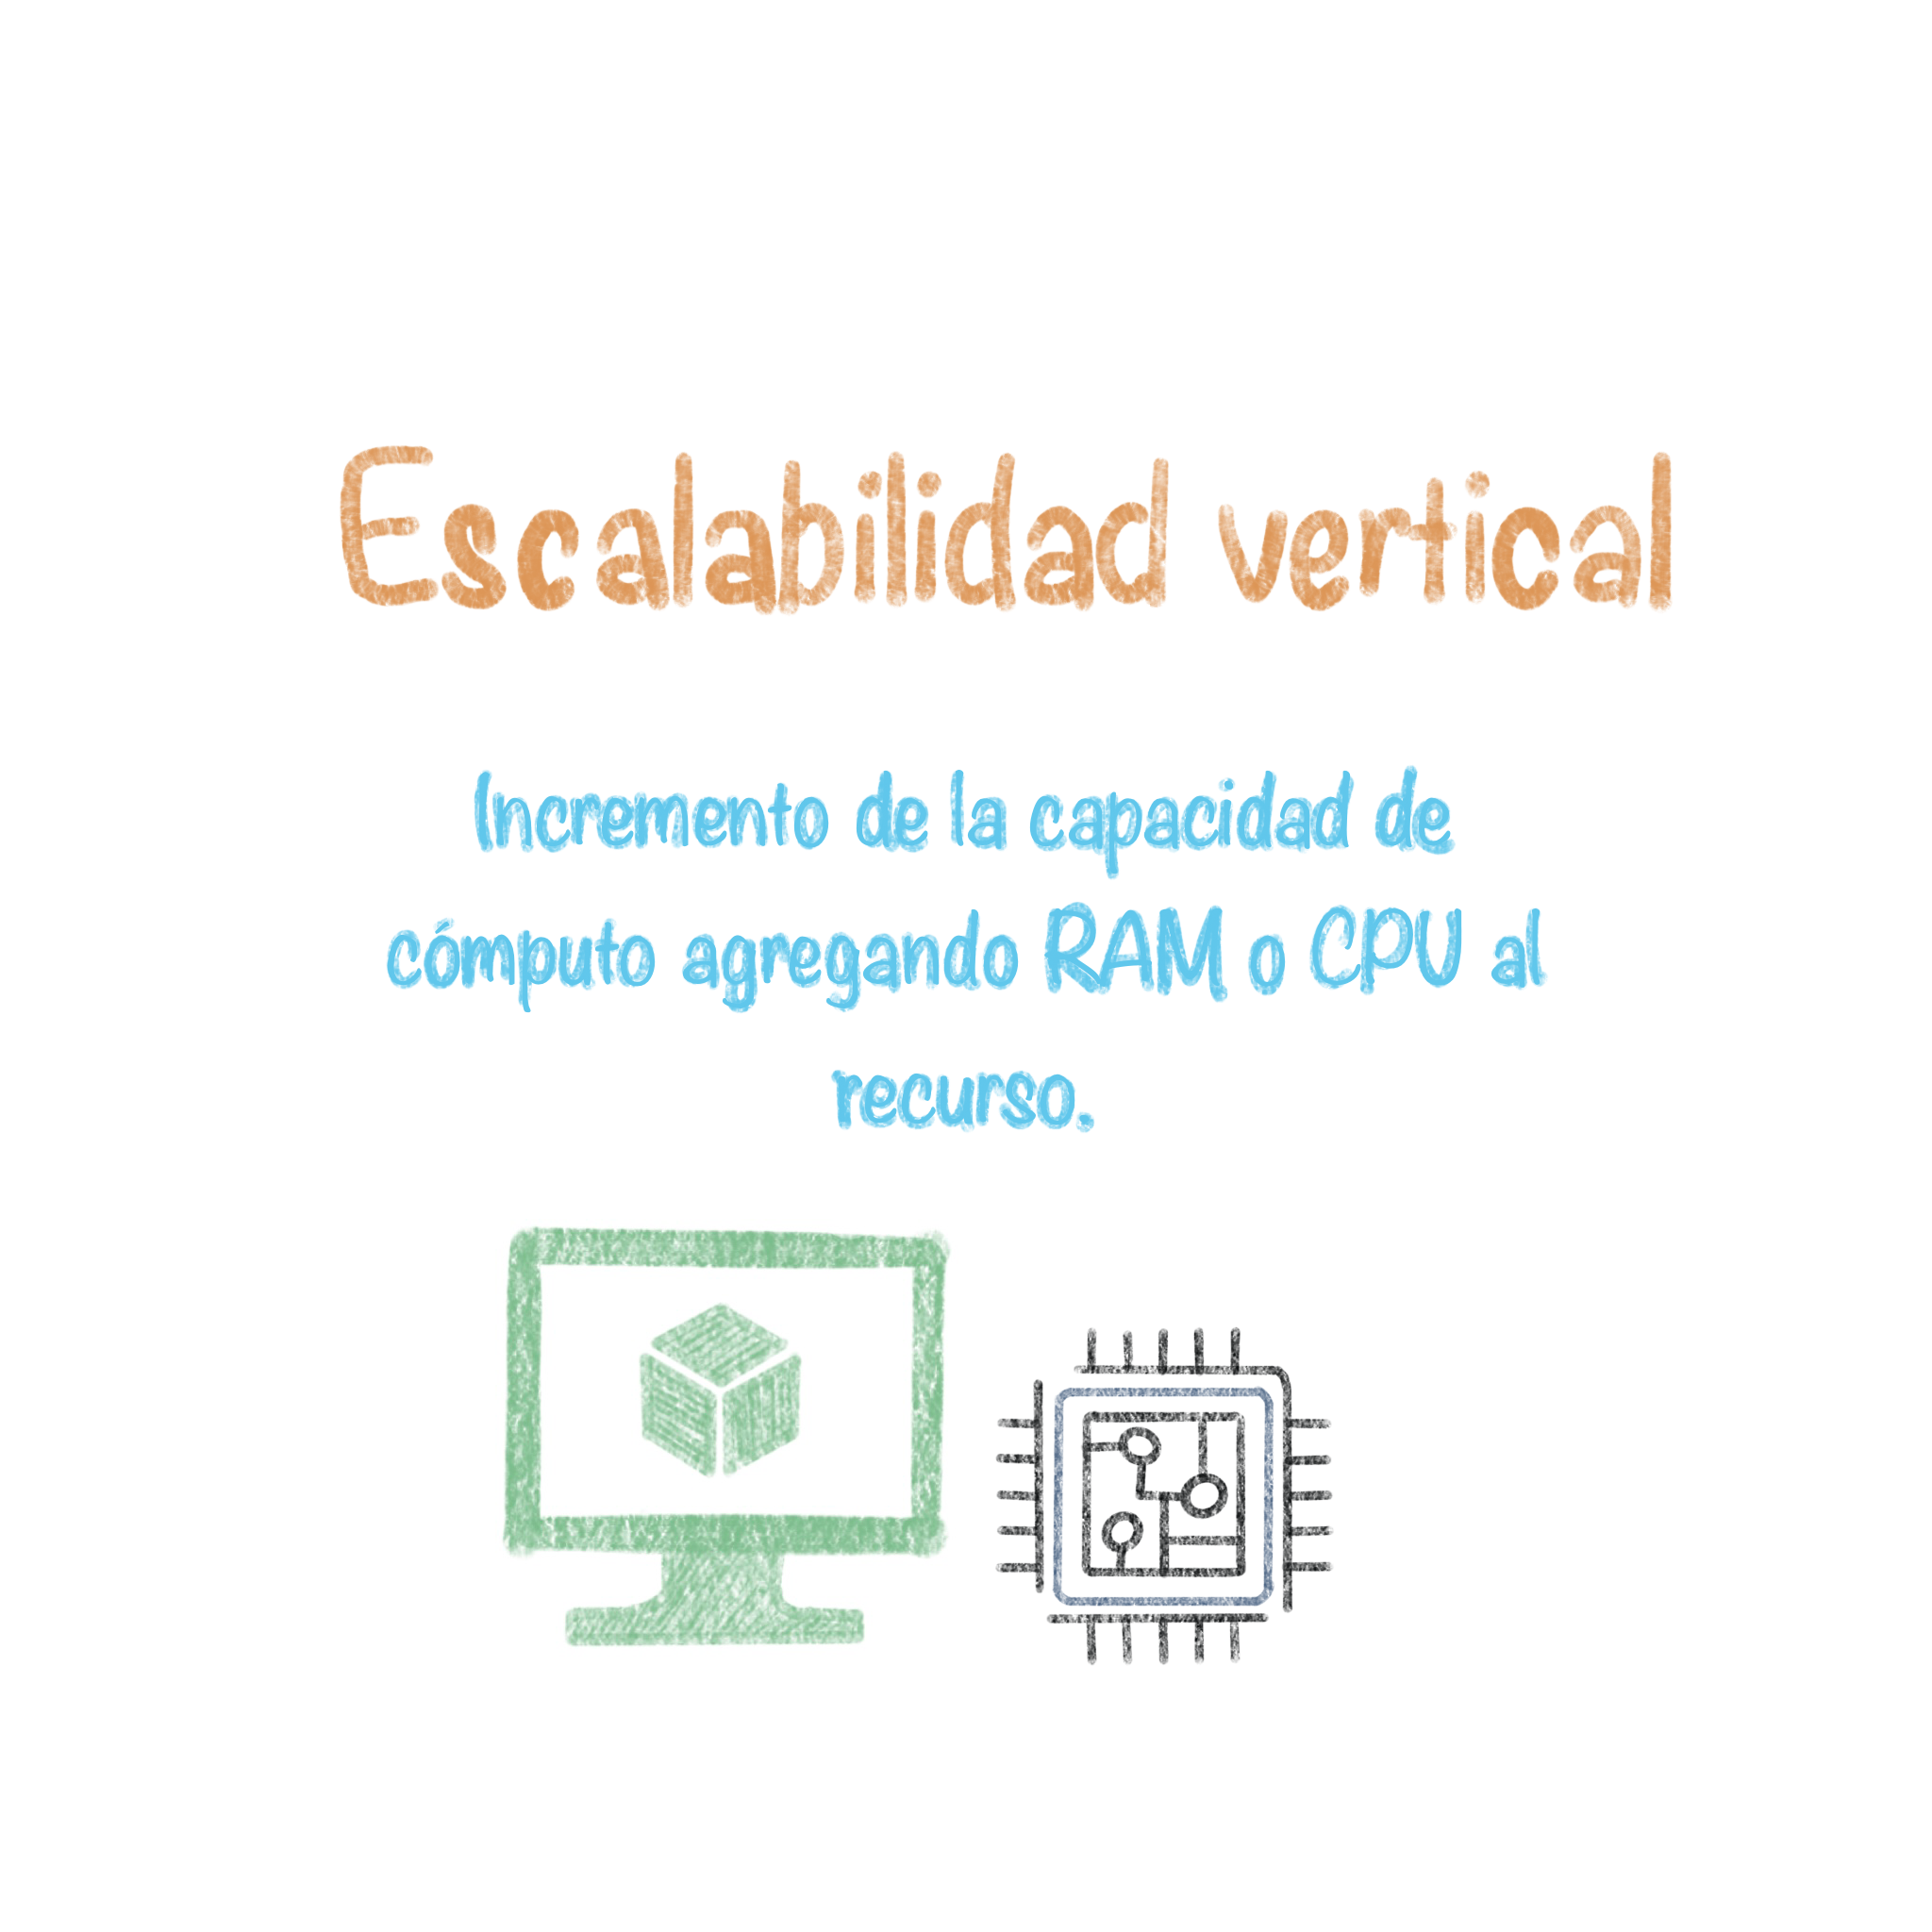 Escalabilidad vertical
Incremento de la capacidad de
cómputo agregando RAM o CPU al
recurso.